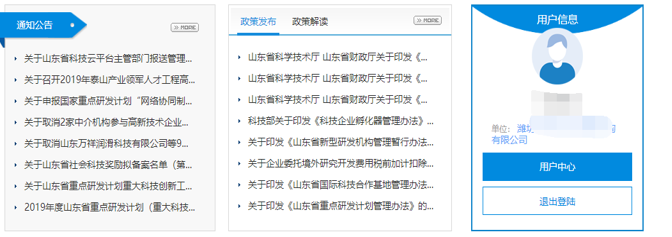 通知公告
MORE
关于山东省科技云平台主管部门报送管理...
关于召开2019年泰山产业领军人才工程高...
关于申报国家重点研发计划“网络协同制...
关于取消2家中介机构参与高新技术企业...
关于取消山东万祥润滑科技有限公司等9...
关于山东省社会科技奖励拟备案名单（第...
关于山东省重点研发计划重大科技创新工...
2019年度山东省重点研发计划（重大科技...
政策发布 政策解读
MORE
山东省科学技术厅 山东省财政厅关于印发《...
山东省科学技术厅 山东省财政厅关于印发《...
山东省科学技术厅 山东省财政厅关于印发《...
科技部关于印发《科技企业孵化器管理办法》...
关于印发《山东省新型研发机构管理暂行办法...
关于企业委托境外研究开发费用税前加计扣除...
关于印发《山东省国际科技合作基地管理办法...
关于印发《山东省重点研发计划管理办法》的...
用户信息
单位：潍
有限公司
用户中心
退出登陆